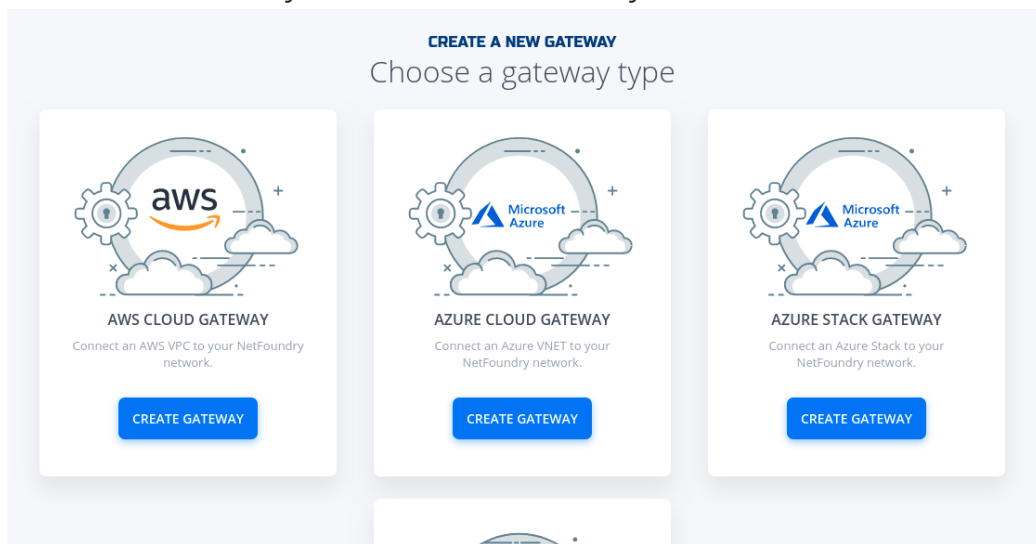 CREATE A NEW GATEWAY
Choose a gateway type
aws
Microsoft
Azure
Microsoft
Azure
AWS CLOUD GATEWAY
AZURE CLOUD GATEWAY
AZURE STACK GATEWAY
Connect an AWS VPC to your NetFoundry
network.
Connect an Azure VNET to your
NetFoundry network.
Connect an Azure Stack to your
NetFoundry network.
CREATE GATEWAY
CREATE GATEWAY
CREATE GATEWAY